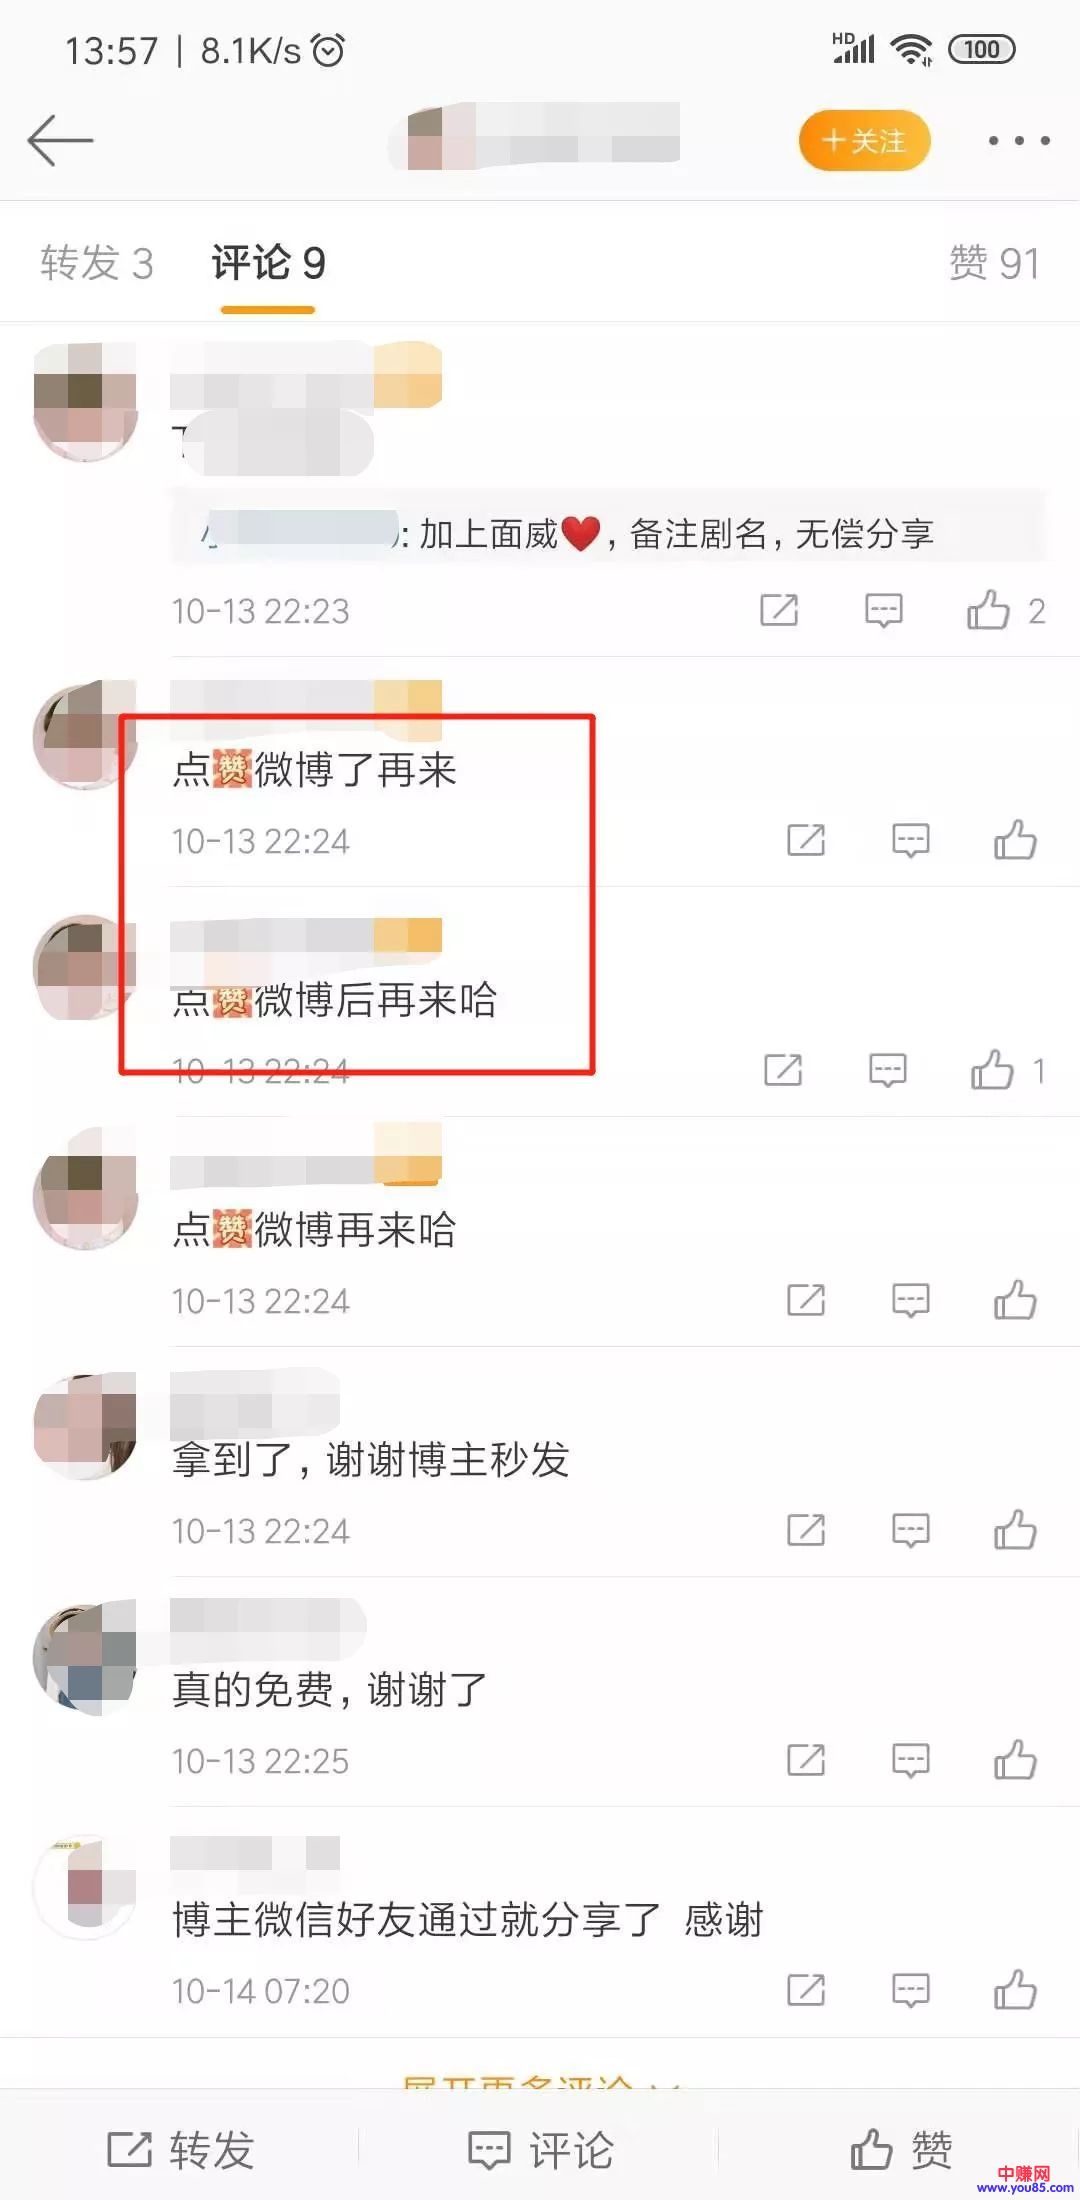 13:57 | 8.1K/s HD 100
+关注
转发 3 评论 9 赞 91
: 加上面威❤️, 备注剧名, 无偿分享
10-13 22:23 2
点赞微博了再来
10-13 22:24
点赞微博后再来哈
10-13 22:24 1
点赞微博再来哈
10-13 22:24
拿到了, 谢谢博主秒发
10-13 22:24
真的免费, 谢谢了
10-13 22:25
博主微信好友通过就分享了 感谢
10-14 07:20
展开更多评论
转发 评论 赞
中赚网
www.you85.com